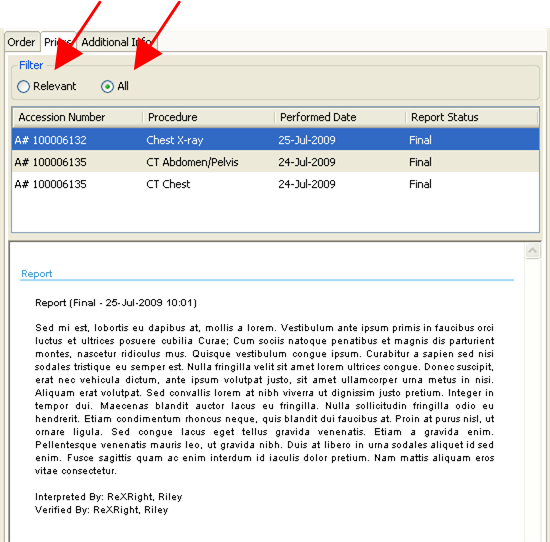 Order Additional Info
Filter
Relevant All
Accession Number Procedure Performed Date Report Status
A# 100006132 Chest X-ray 25-Jul-2009 Final
A# 100006135 CT Abdomen/Pelvis 24-Jul-2009 Final
A# 100006135 CT Chest 24-Jul-2009 Final
Report
Report (Final - 25-Jul-2009 10:01)
Sed mi est, lobortis eu dapibus at, mollis a lorem. Vestibulum ante ipsum primis in faucibus orci
luctus et ultrices posuere cubilia Curae; Cum sociis natoque penatibus et magnis dis parturient
montes, nascetur ridiculus mus. Quisque vestibulum congue ipsum. Curabitur a sapien sed nisi
sodales tristique eu semper est. Nulla fringilla velit sit amet lorem ultrices congue. Donec suscipit,
erat nec vehicula dictum, ante ipsum volutpat justo, sit amet ullamcorper urna metus in nisi.
Aliquam erat volutpat. Sed convallis lorem at nibh viverra ut dignissim justo pretium. Integer in
tempor dui. Maecenas blandit auctor lacus eu fringilla. Nulla sollicitudin fringilla odio eu
hendrerit. Etiam condimentum rhoncus neque, quis blandit dui faucibus at. Proin at purus nisl, ut
ornare ligula. Sed congue lacus eget tellus gravida venenatis. Etiam a gravida enim.
Pellentesque venenatis mauris leo, ut gravida nibh. Duis at libero in urna sodales aliquet id sed
enim. Fusce sagittis quam ac enim interdum id iaculis dolor pretium. Nam mattis aliquam eros
vitae consectetur.
Interpreted By: ReXRight, Riley
Verified By: ReXRight, Riley